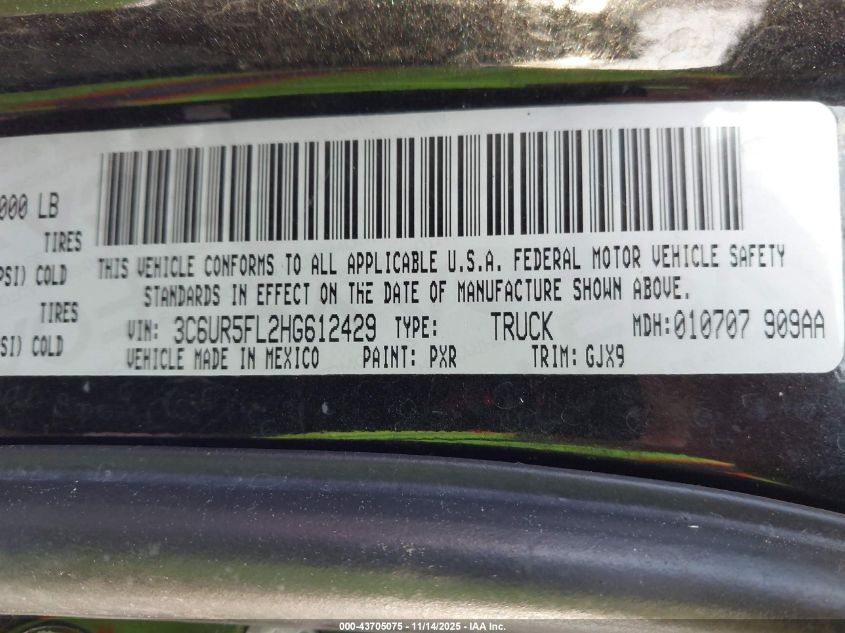 000 LB
TIRES
PSI) COLD
THIS VEHICLE CONFORMS TO ALL APPLICABLE U.S.A. FEDERAL MOTOR VEHICLE SAFETY
STANDARDS IN EFFECT ON THE DATE OF MANUFACTURE SHOWN ABOVE.
TIRES
SI) COLD
VIN: 3C6UR5FL2HG612429 TYPE: TRUCK MDH:010707 909AA
VEHICLE MADE IN MEXICO PAINT: PXR TRIM: GJX9
000-43705075 - 11/14/2025 - IAA Inc.